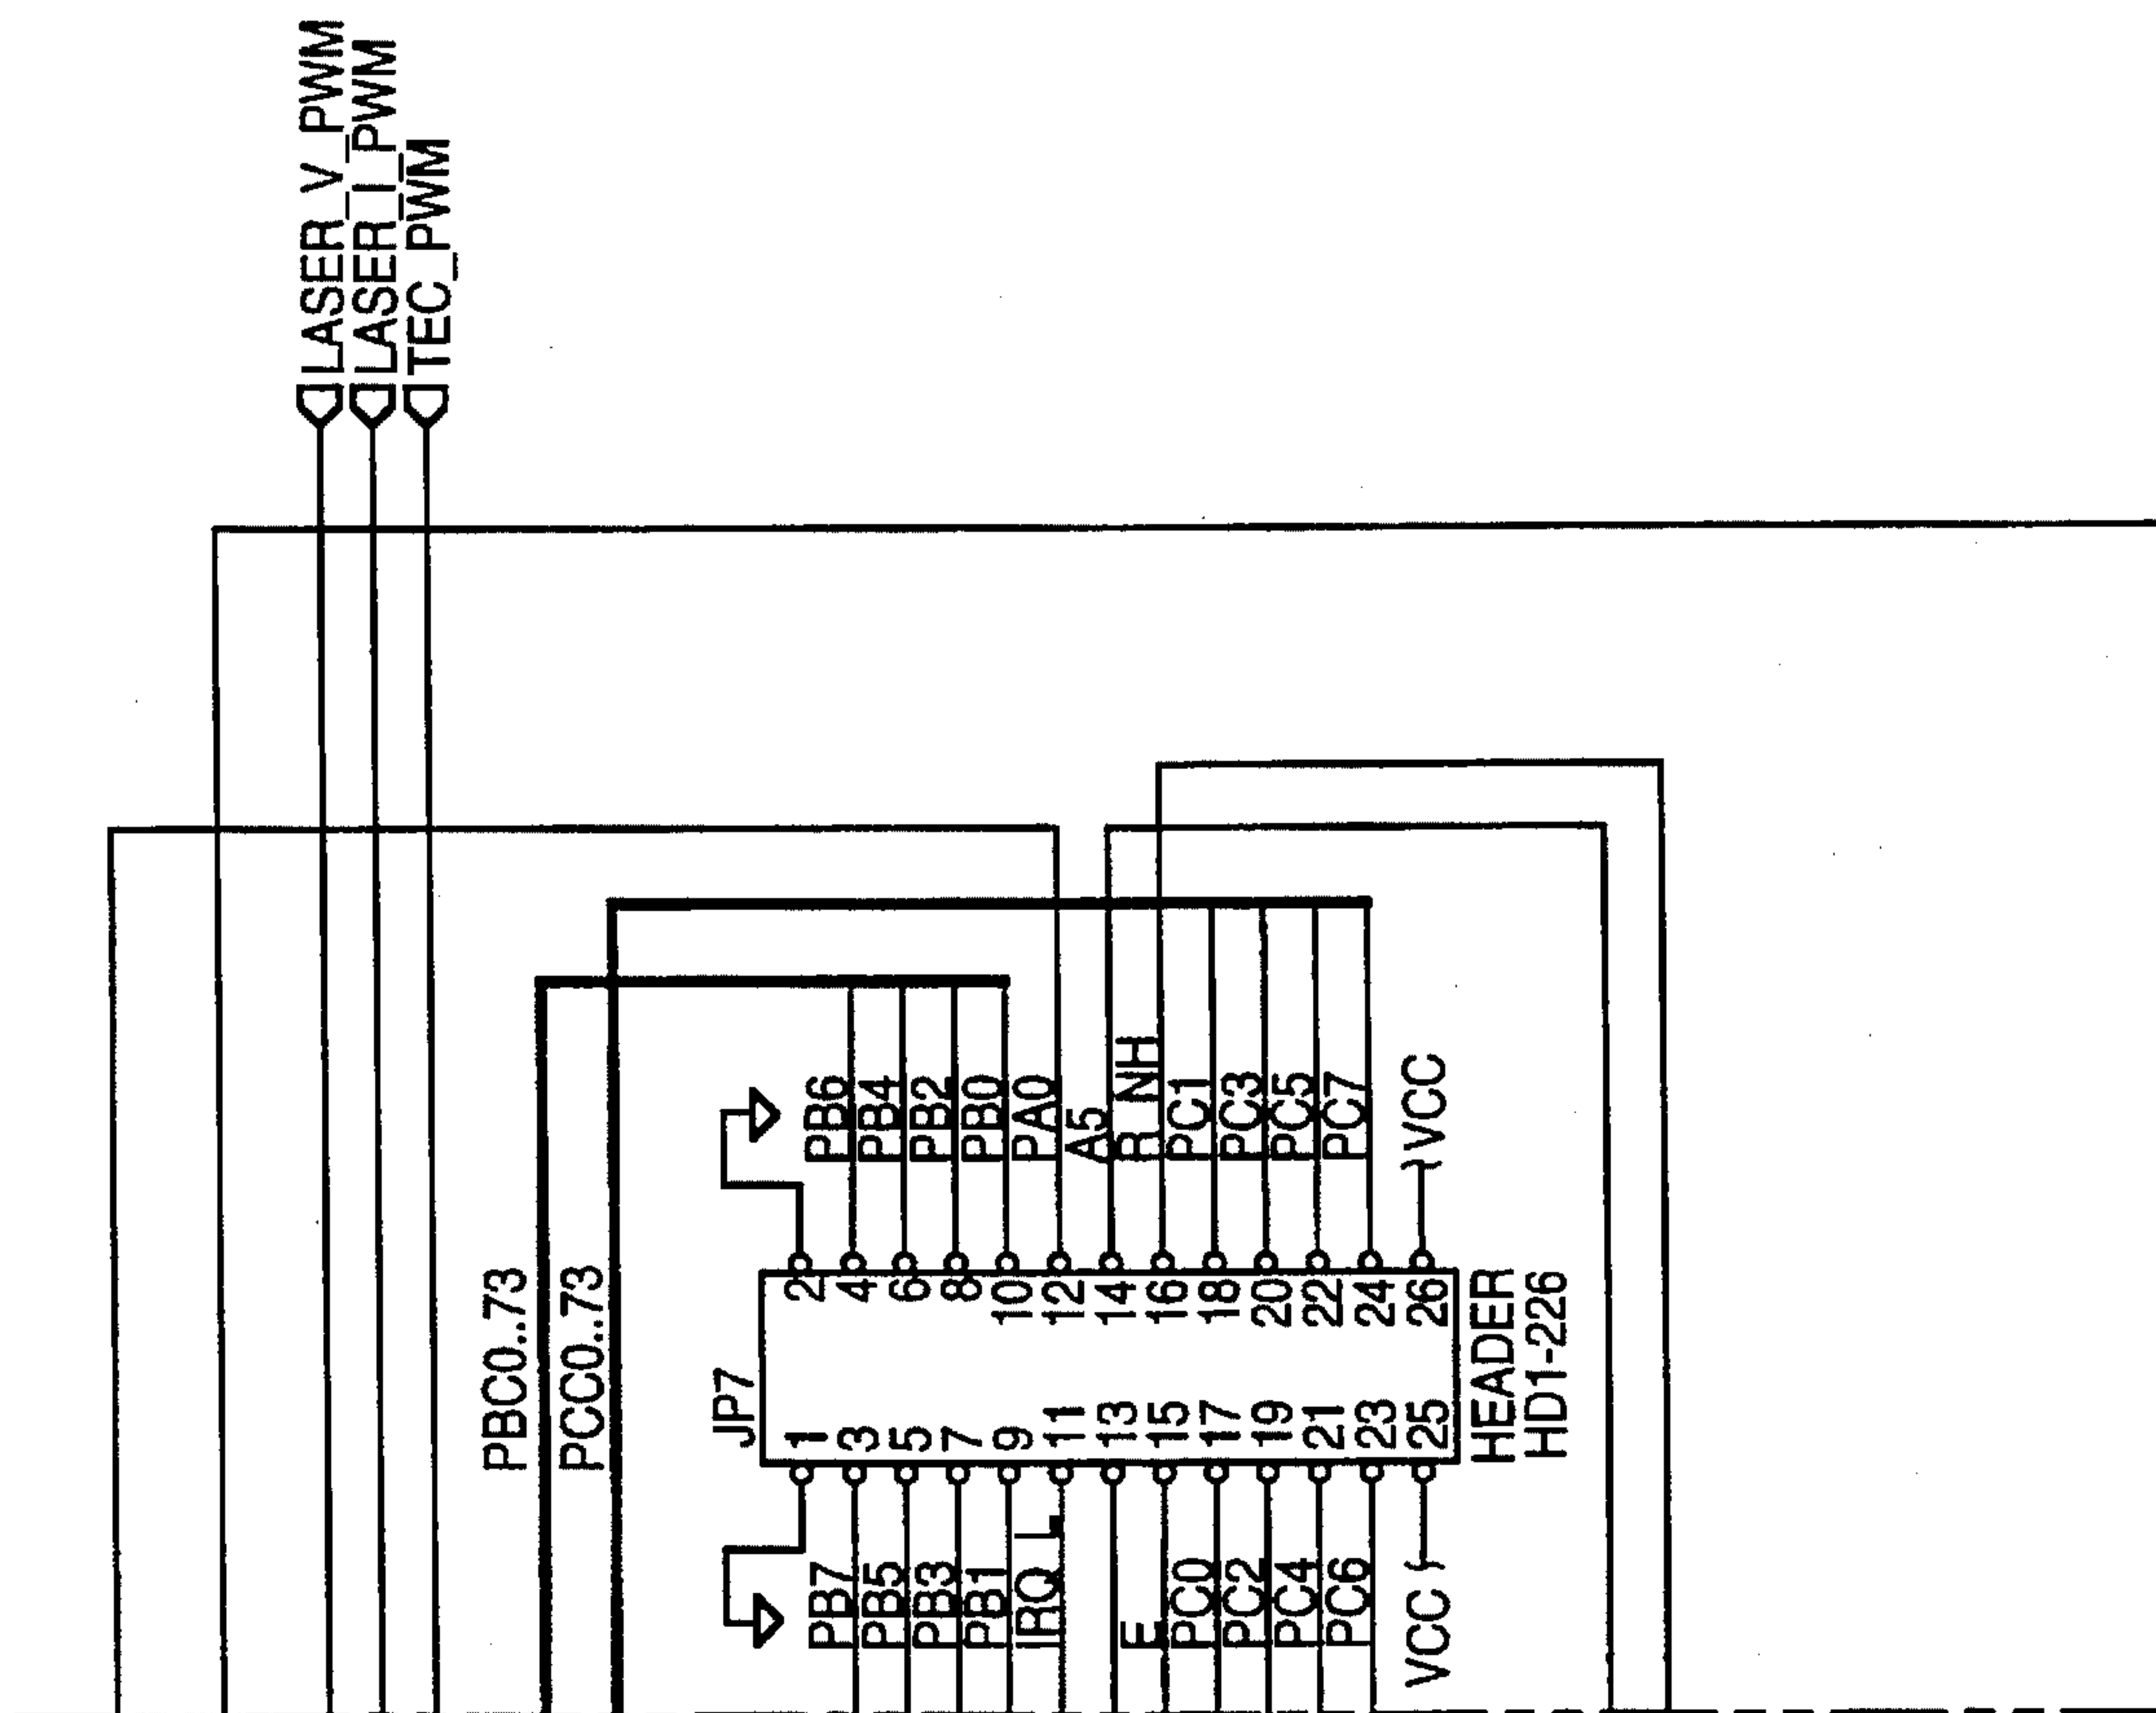 LASER_V_PWM
LASER_I_PWM
TEC_PWM
PBC0..73
PCC0..73
PB6
PB4
PB2
PB0
PA0
A5
R_NH
PC1
PC3
PC5
PC7
VCC
JP7
2
4
6
8
10
12
14
16
18
20
22
24
26
1
3
5
7
9
11
13
15
17
19
21
23
25
HEADER
HD1-226
PB7
PB5
PB3
PB1
IRQ_L
E
PC0
PC2
PC4
PC6
VCC